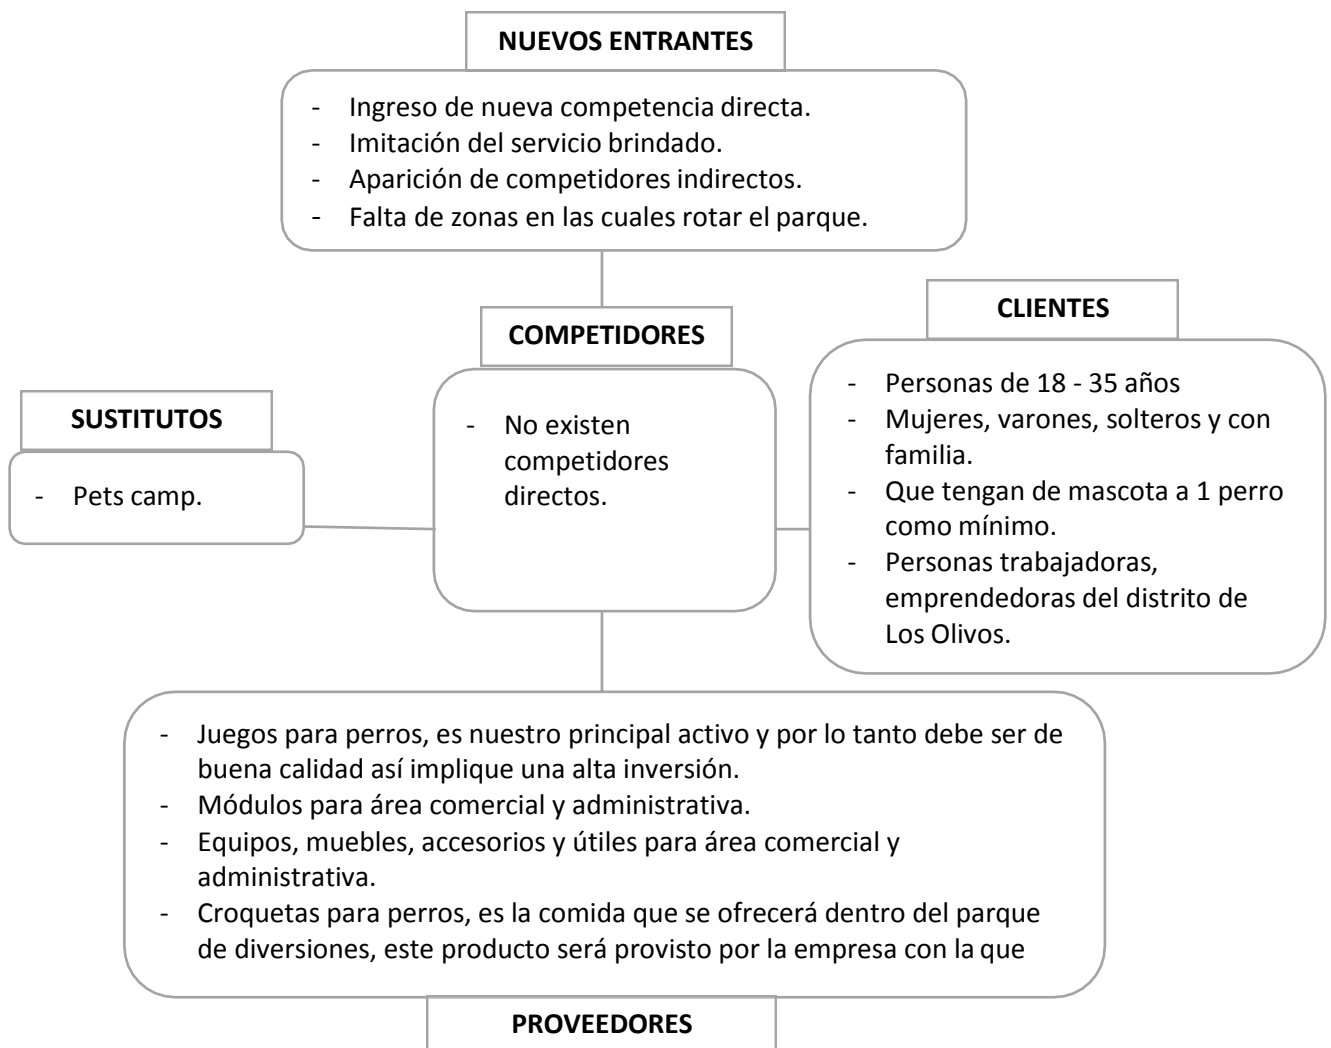 NUEVOS ENTRANTES
- Ingreso de nueva competencia directa.
- Imitación del servicio brindado.
- Aparición de competidores indirectos.
- Falta de zonas en las cuales rotar el parque.
COMPETIDORES
- No existen
competidores
directos.
CLIENTES
- Personas de 18 - 35 años
- Mujeres, varones, solteros y con
familia.
- Que tengan de mascota a 1 perro
como mínimo.
- Personas trabajadoras,
emprendedoras del distrito de
Los Olivos.
SUSTITUTOS
- Pets camp.
- Juegos para perros, es nuestro principal activo y por lo tanto debe ser de
buena calidad así implique una alta inversión.
- Módulos para área comercial y administrativa.
- Equipos, muebles, accesorios y útiles para área comercial y
administrativa.
- Croquetas para perros, es la comida que se ofrecerá dentro del parque
de diversiones, este producto será provisto por la empresa con la que
PROVEEDORES